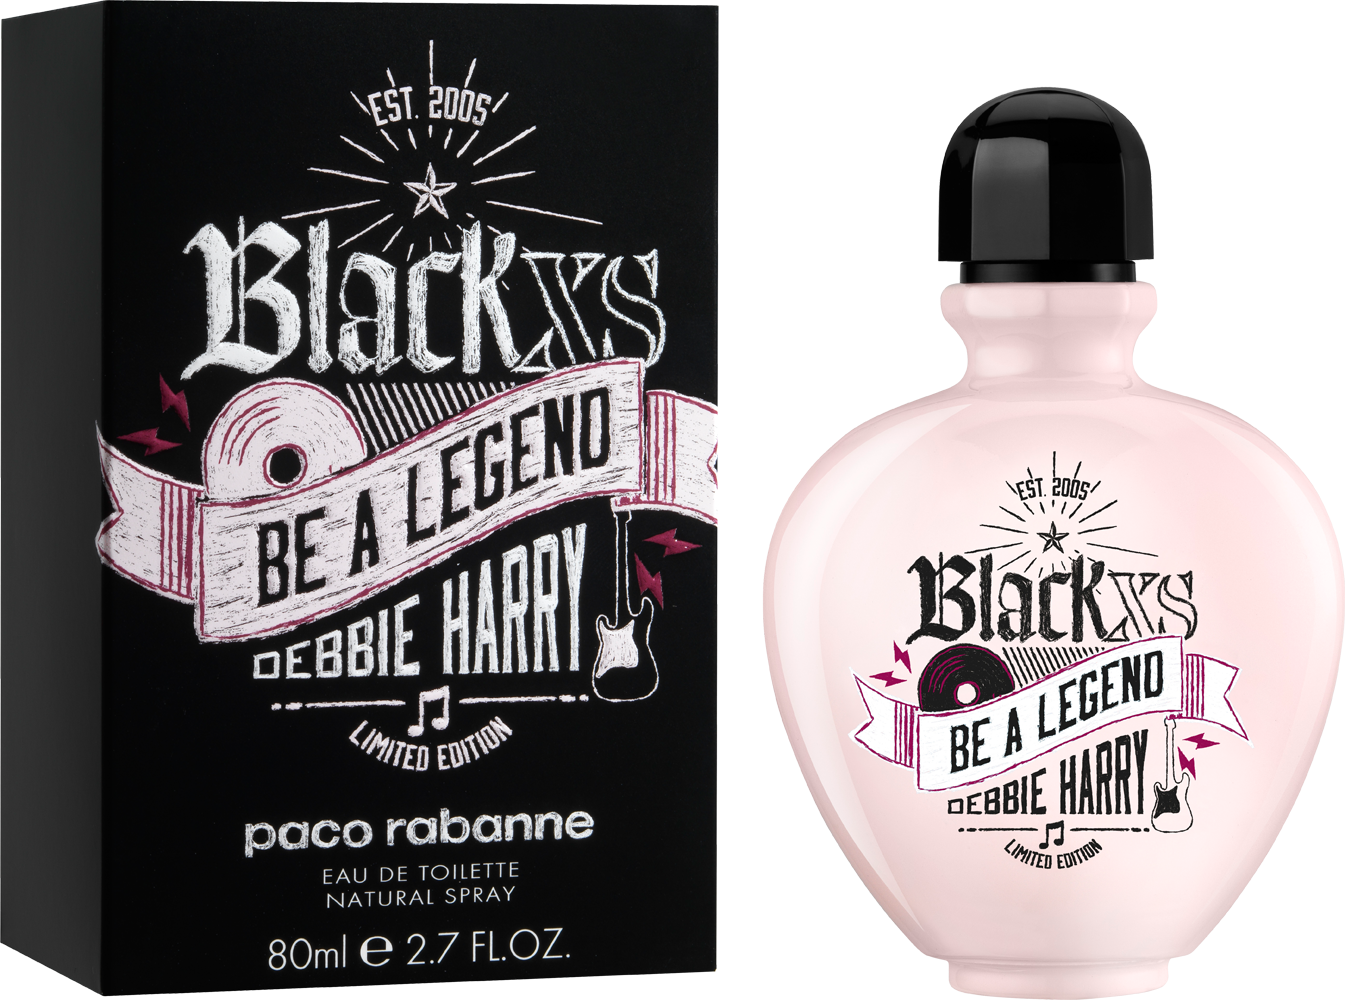 EST. 2005
Black XS
BE A LEGEND
DEBBIE HARRY
LIMITED EDITION
paco rabanne
EAU DE TOILETTE
NATURAL SPRAY
80ml e 2.7 FL.OZ.
EST. 2005
Black XS
BE A LEGEND
DEBBIE HARRY
LIMITED EDITION